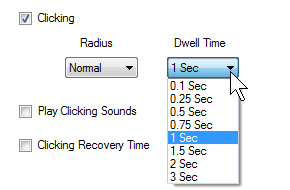 Clicking
Radius Dwell Time
Normal 1 Sec
0.1 Sec
0.25 Sec
Play Clicking Sounds 0.5 Sec
0.75 Sec
1 Sec
Clicking Recovery Time 1.5 Sec
2 Sec
3 Sec